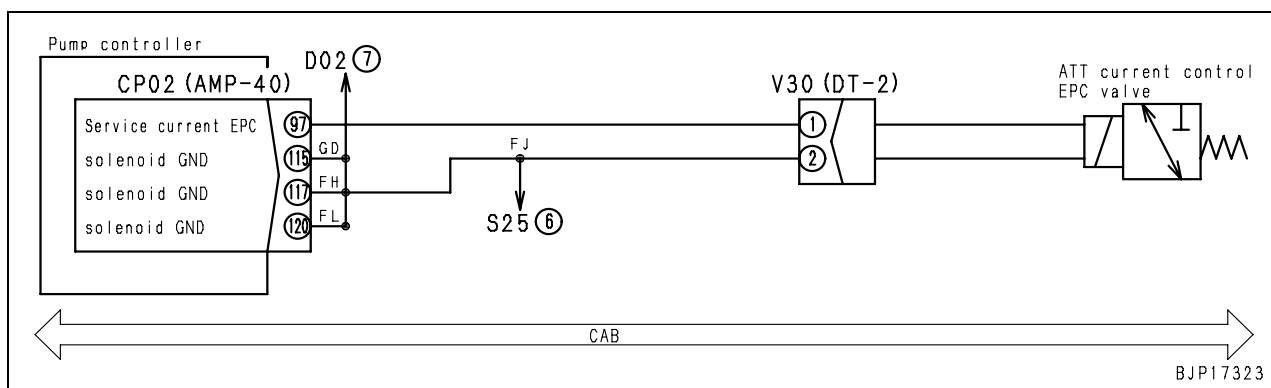 Pump controller
D02 ⑦
CP02 (AMP-40)
V30 (DT-2)
ATT current control
EPC valve
Service current EPC
97
1
solenoid GND
115
GD
FJ
2
solenoid GND
117
FH
solenoid GND
120
FL
S25 ⑥
CAB
BJP17323